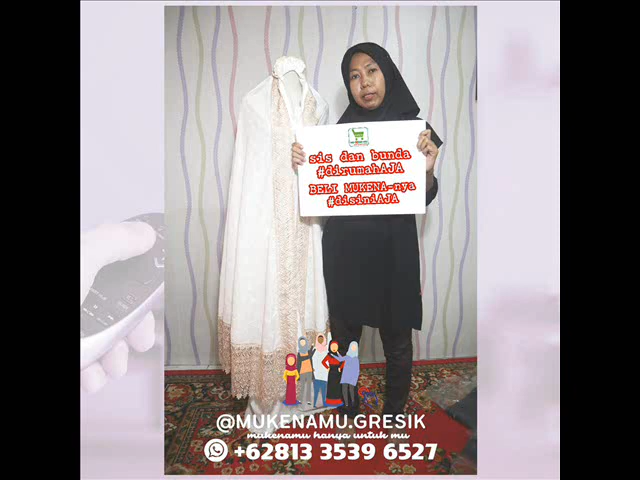 sis dan bunda
#dirumahAJA
BELI MUKENA-nya
#disiniAJA
@MUKENAMU.GRESIK
mukenamu hanya untuk mu
+62813 3539 6527